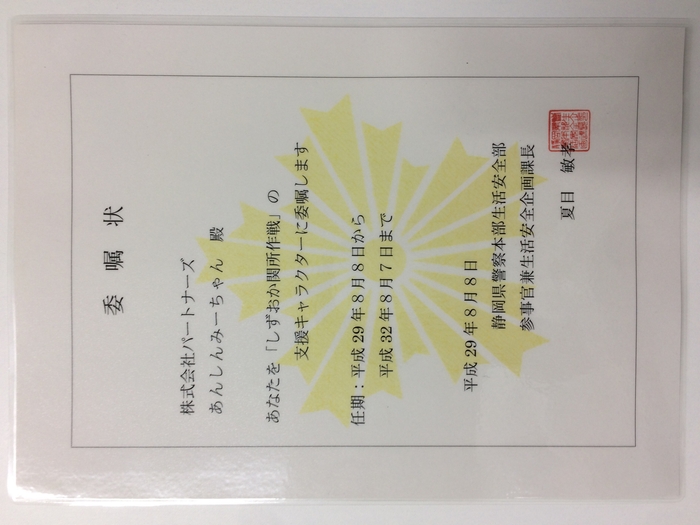 委嘱状
株式会社パートナーズ
あんしんみーちゃん 殿
あなたを「しずおか関所作戦」の
支援キャラクターに委嘱します
任期：平成29年8月8日から
平成32年8月7日まで
平成29年8月8日
静岡県警察本部生活安全部
参事官兼生活安全企画課長
夏目 敏孝